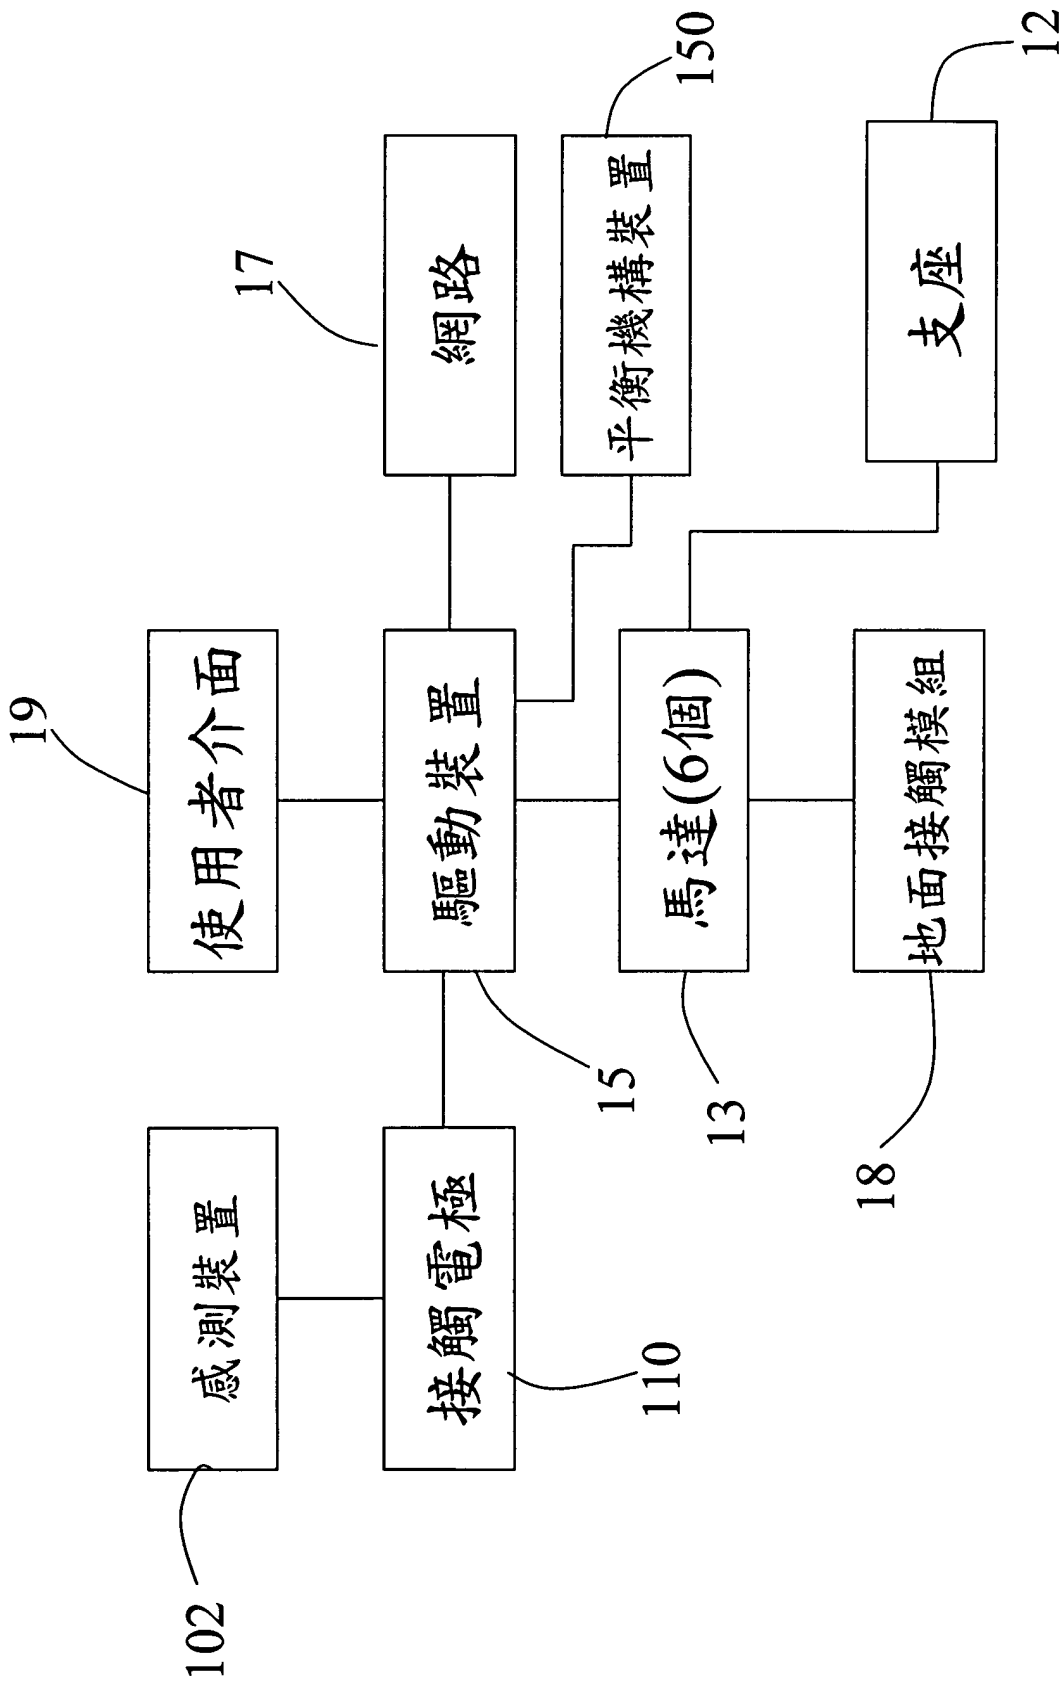 102
感測裝置
接觸電極
110
19
使用者介面
驅動裝置
15
馬達(6個)
13
地面接觸模組
18
17
網路
平衡機構裝置
150
支座
12